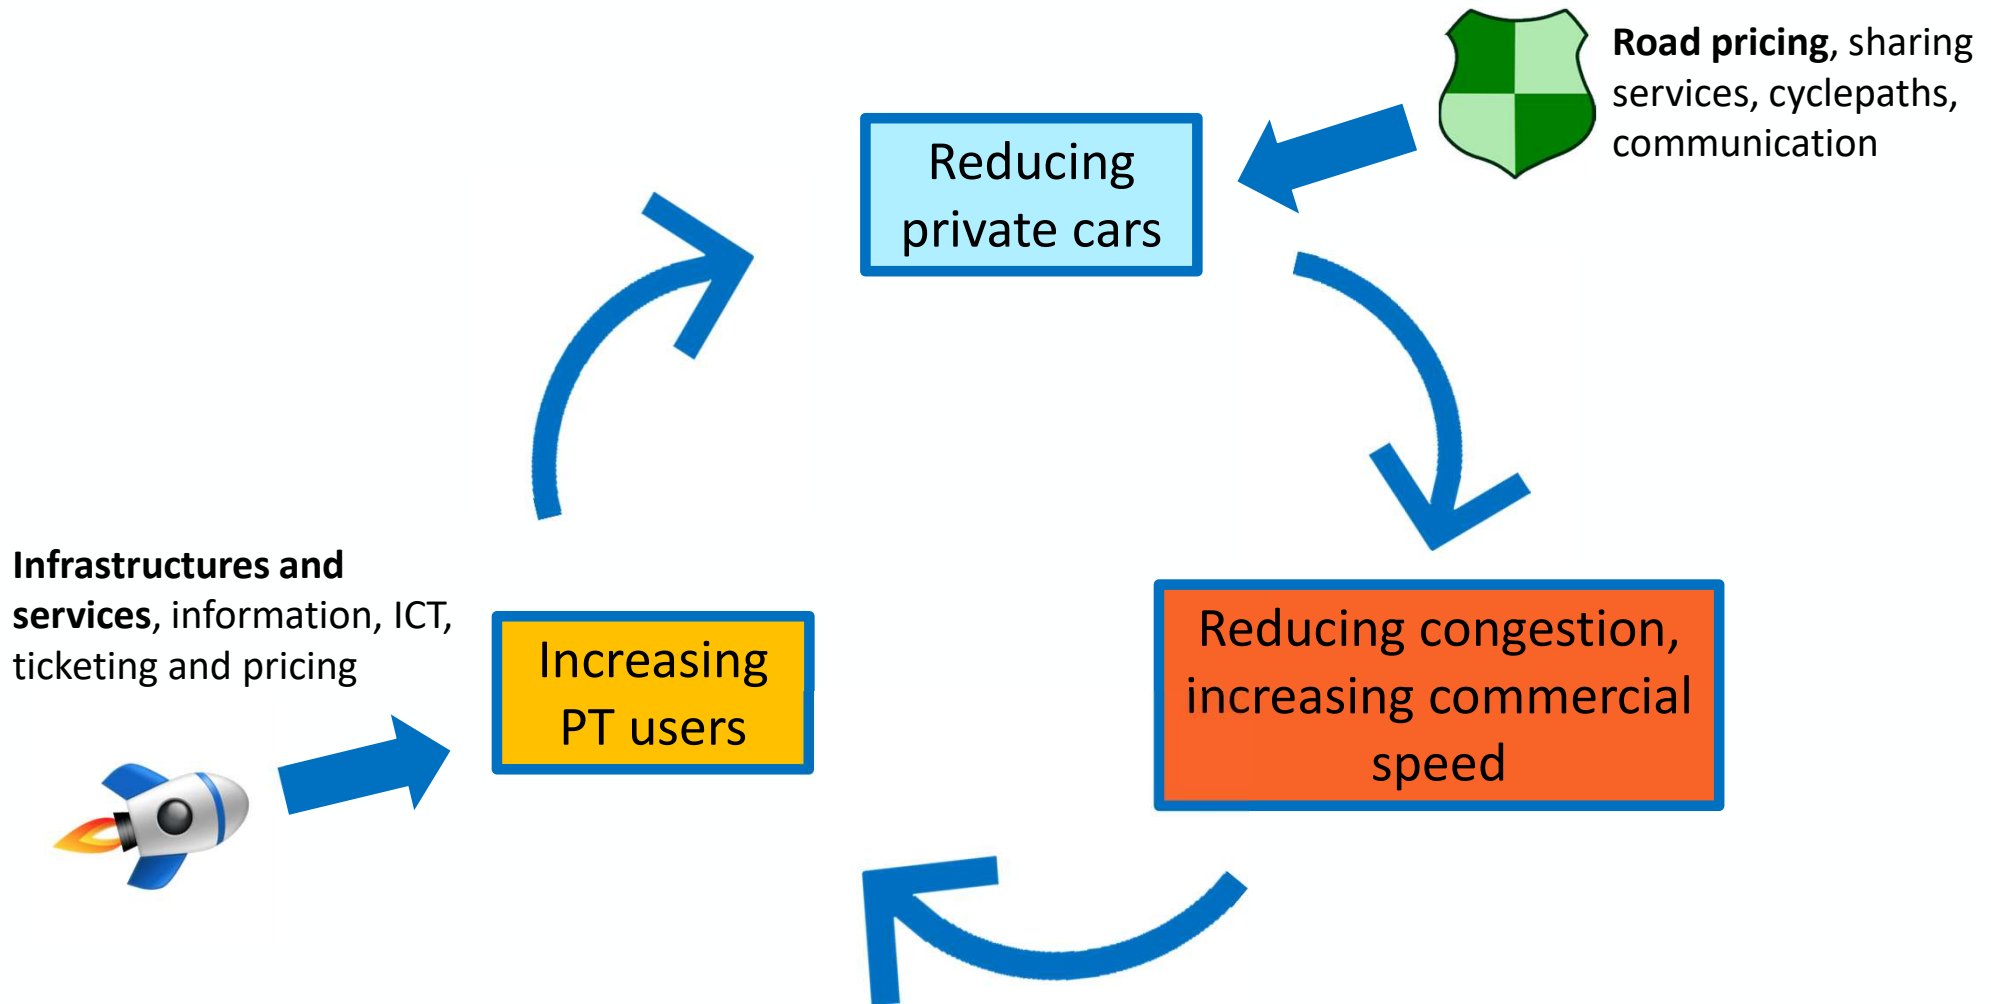 Road pricing, sharing
services, cyclepaths,
communication
Reducing
private cars
Infrastructures and
services, information, ICT,
ticketing and pricing
Increasing
PT users
Reducing congestion,
increasing commercial
speed